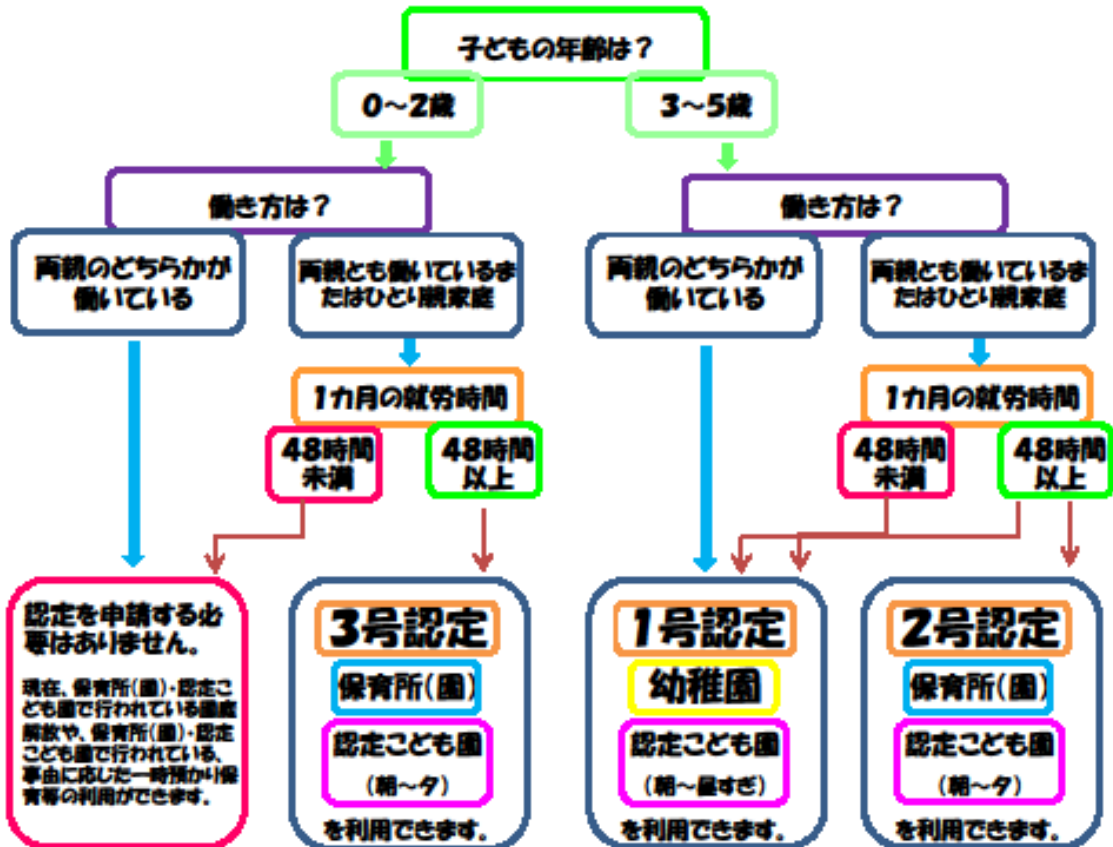 子どもの年齢は？
0～2歳
3～5歳
働き方は？
働き方は？
両親のどちらかが
働いている
両親とも働いているま
たはひとり親家庭
両親のどちらかが
働いている
両親とも働いているま
たはひとり親家庭
1カ月の就労時間
1カ月の就労時間
48時間
未満
48時間
以上
48時間
未満
48時間
以上
認定を申請する必
要はありません。
現在、保育所(園)・認定こ
ども園で行われている園庭
解放や、保育所(園)・認定
こども園で行われている、
事由に応じた一時預かり保
育等の利用ができます。
3号認定
保育所(園)
認定こども園
(朝～夕)
を利用できます。
1号認定
幼稚園
認定こども園
(朝～昼すぎ)
を利用できます。
2号認定
保育所(園)
認定こども園
(朝～夕)
を利用できます。